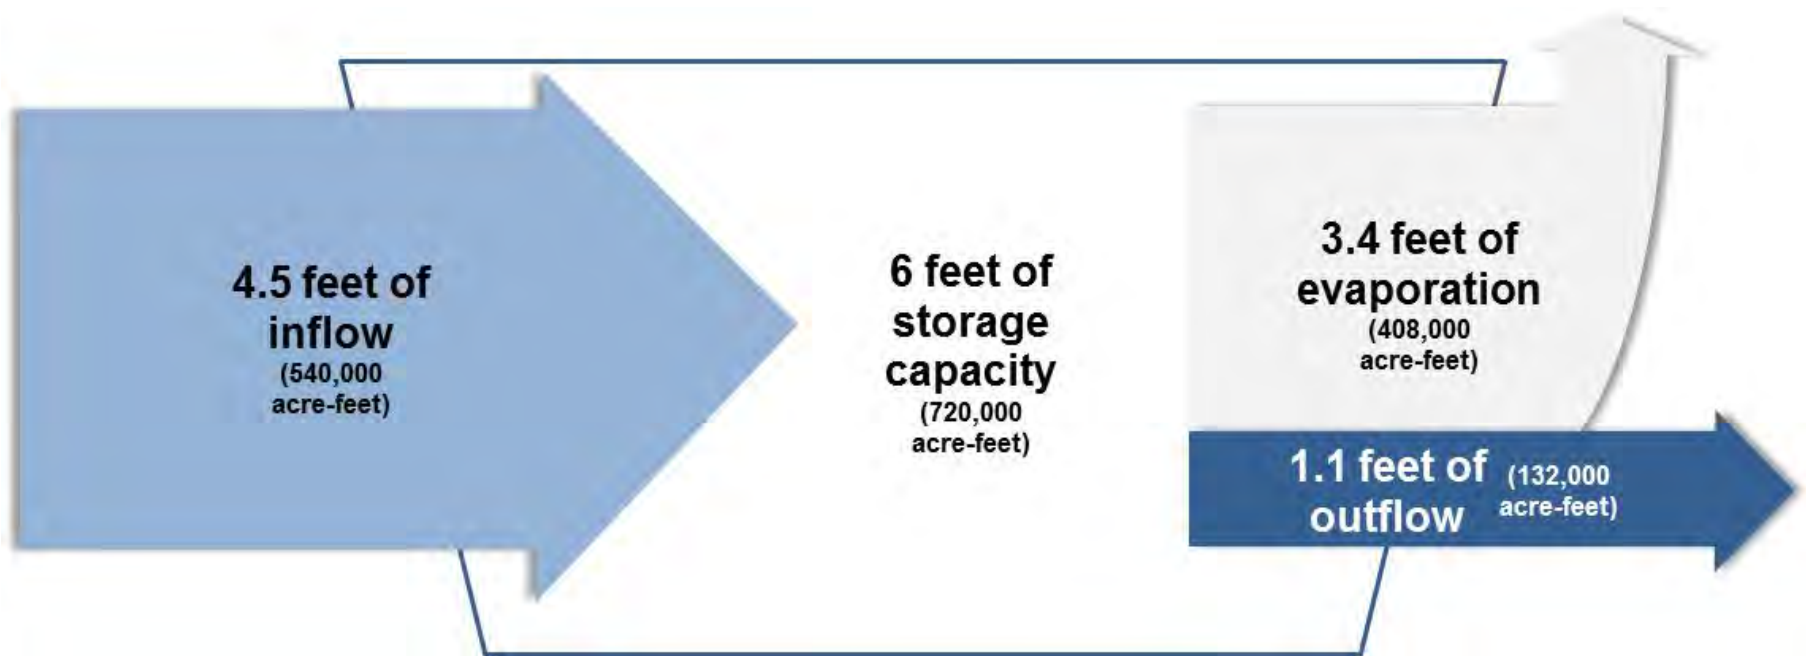 4.5 feet of
inflow
(540,000
acre-feet)
6 feet of
storage
capacity
(720,000
acre-feet)
3.4 feet of
evaporation
(408,000
acre-feet)
1.1 feet of
outflow
(132,000
acre-feet)